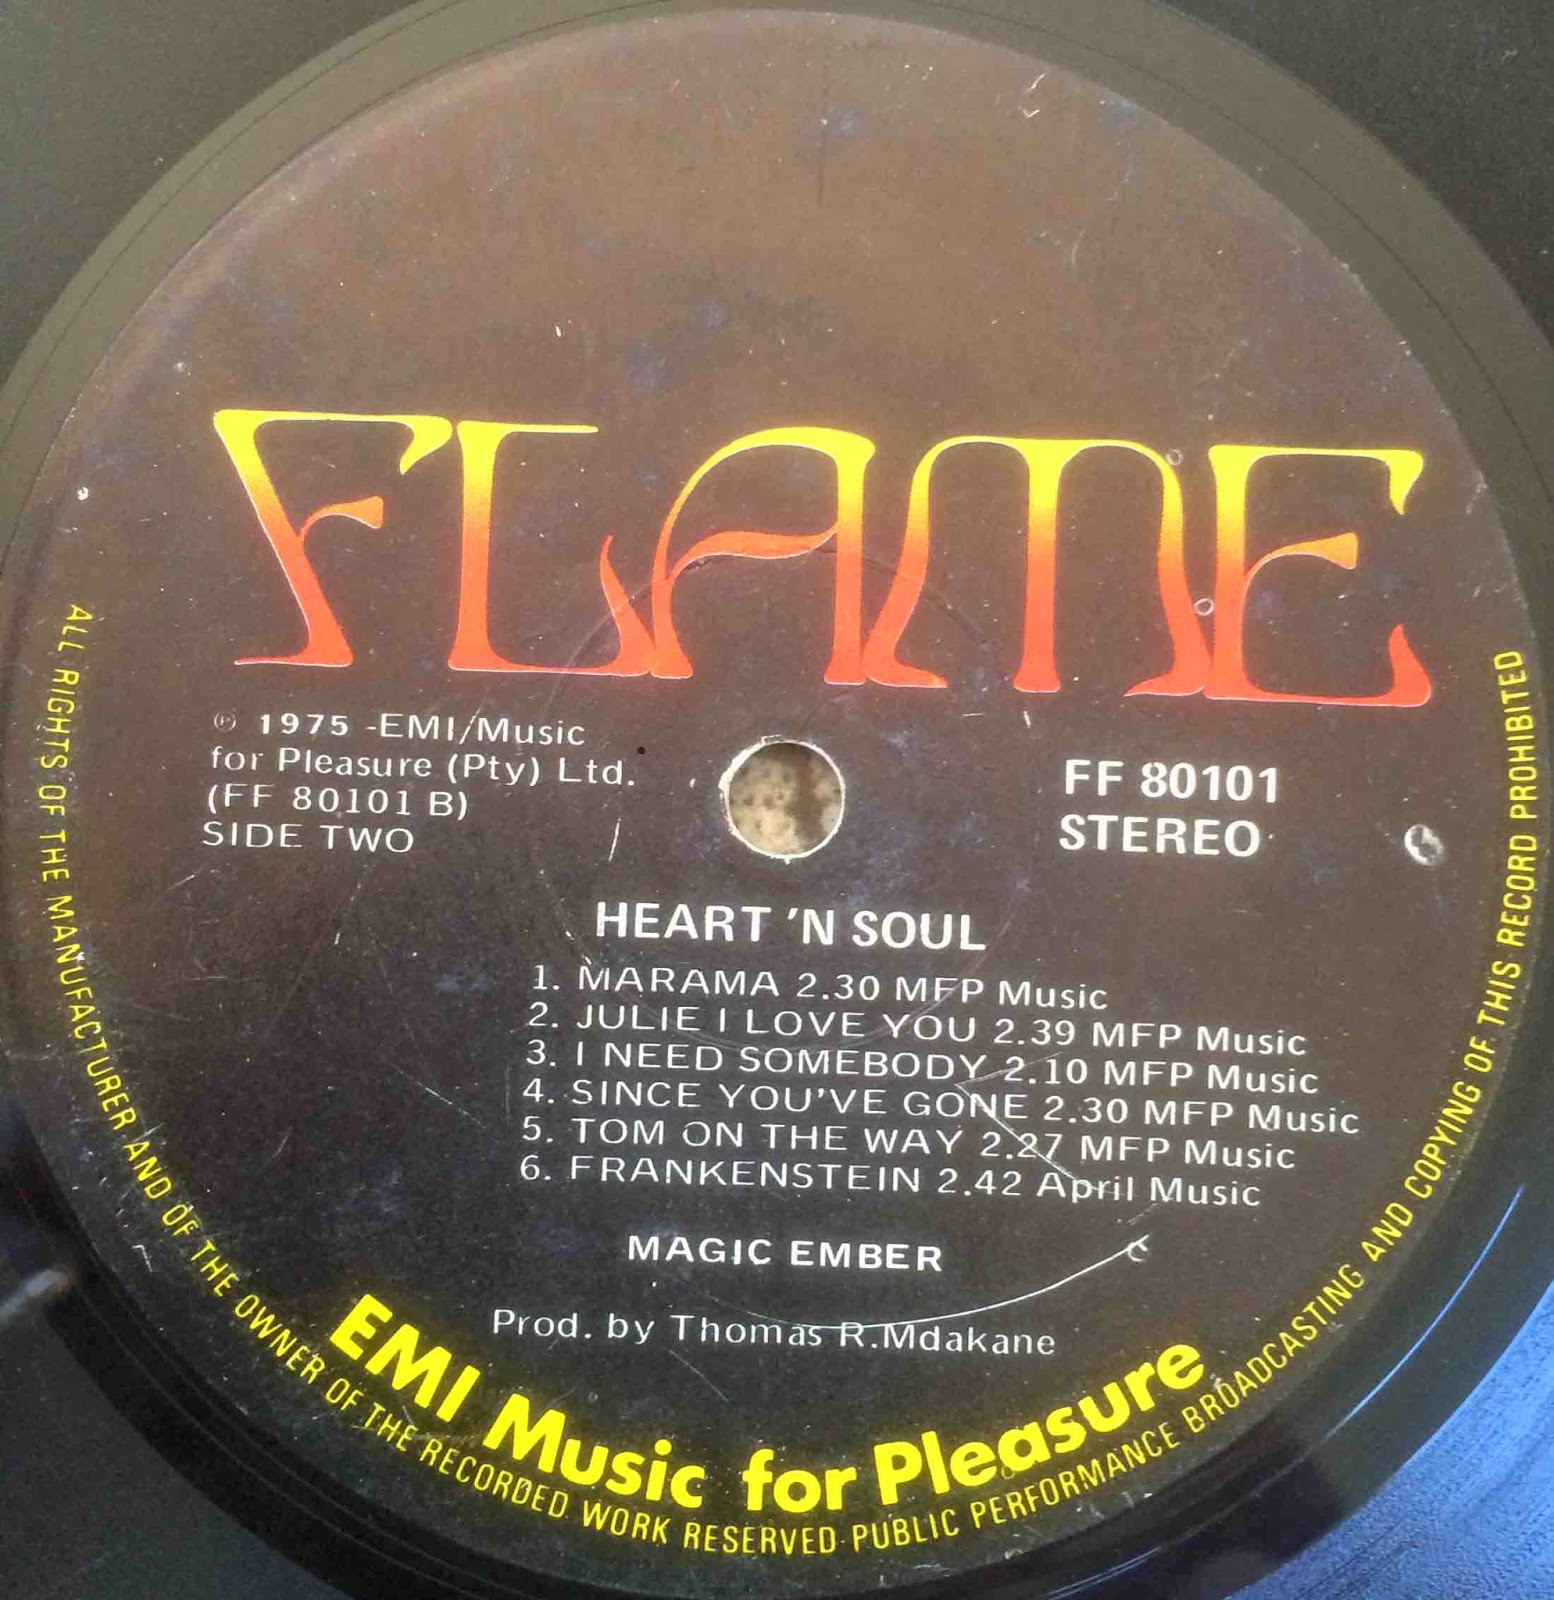 FLAME
℗ 1975 -EMI/Music
for Pleasure (Pty) Ltd.
(FF 80101 B)
SIDE TWO
FF 80101
STEREO
HEART 'N SOUL
1. MARAMA 2.30 MFP Music
2. JULIE I LOVE YOU 2.39 MFP Music
3. I NEED SOMEBODY 2.10 MFP Music
4. SINCE YOU'VE GONE 2.30 MFP Music
5. TOM ON THE WAY 2.27 MFP Music
6. FRANKENSTEIN 2.42 April Music
MAGIC EMBER
Prod. by Thomas R.Mdakane
EMI Music for Pleasure
ALL RIGHTS OF THE MANUFACTURER AND OF THE OWNER OF THE RECORDED WORK RESERVED·PUBLIC PERFORMANCE BROADCASTING AND COPYING OF THIS RECORD PROHIBITED